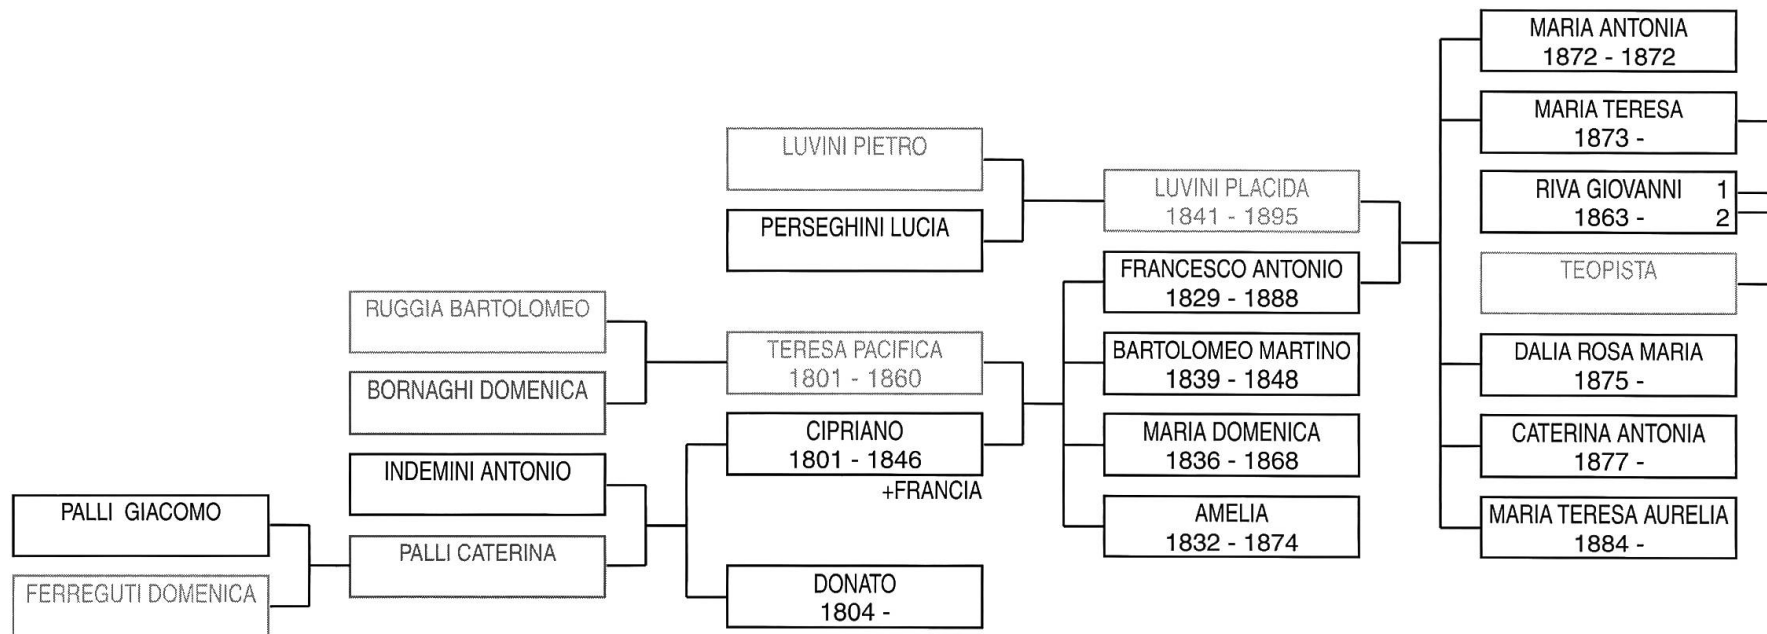 MARIA ANTONIA
1872 - 1872
MARIA TERESA
1873 -
LUVINI PIETRO
RIVA GIOVANNI 1
1863 - 2
LUVINI PLACIDA
1841 - 1895
PERSEGHINI LUCIA
FRANCESCO ANTONIO
1829 - 1888
TEOPISTA
RUGGIA BARTOLOMEO
TERESA PACIFICA
1801 - 1860
BARTOLOMEO MARTINO
1839 - 1848
DALIA ROSA MARIA
1875 -
BORNAGHI DOMENICA
CIPRIANO
1801 - 1846
+FRANCIA
MARIA DOMENICA
1836 - 1868
CATERINA ANTONIA
1877 -
INDEMINI ANTONIO
PALLI GIACOMO
AMELIA
1832 - 1874
MARIA TERESA AURELIA
1884 -
PALLI CATERINA
DONATO
1804 -
FERREGUTI DOMENICA